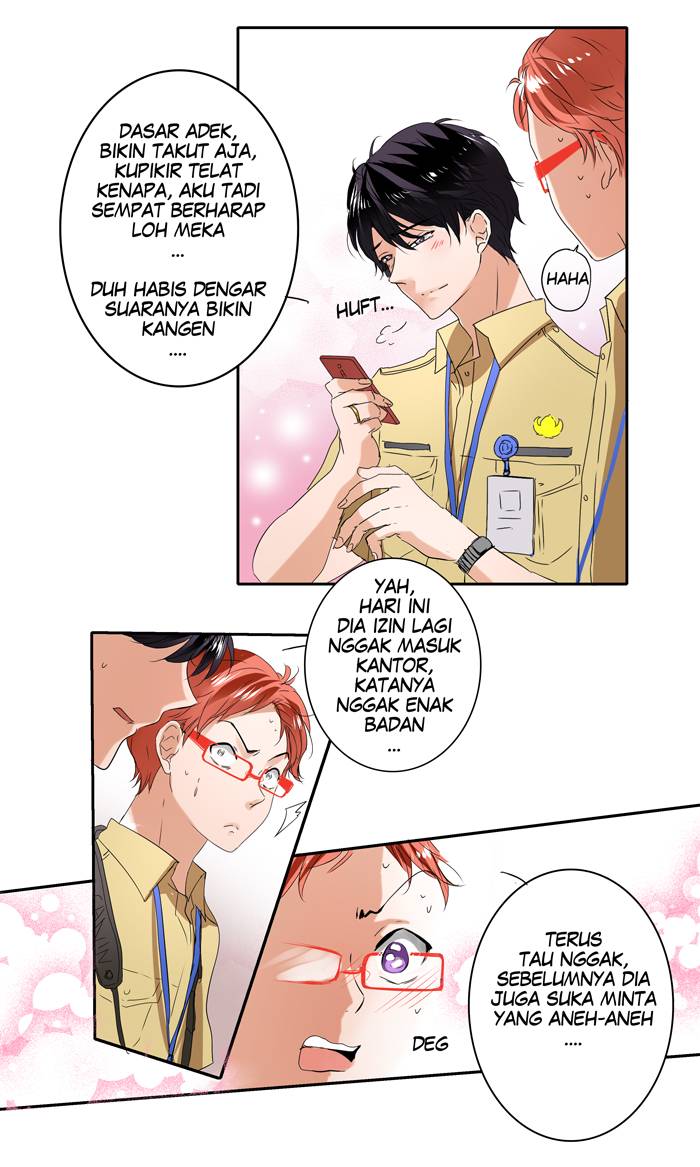 DASAR ADEK,
BIKIN TAKUT AJA,
KUPIKIR TELAT
KENAPA, AKU TADI
SEMPAT BERHARAP
LOH MEKA
...
DUH HABIS DENGAR
SUARANYA BIKIN
KANGEN
....
HUFT...
HAHA
YAH,
HARI INI
DIA IZIN LAGI
NGGAK MASUK
KANTOR,
KATANYA
NGGAK ENAK
BADAN
...
TERUS
TAU NGGAK,
SEBELUMNYA DIA
JUGA SUKA MINTA
YANG ANEH-ANEH
....
DEG